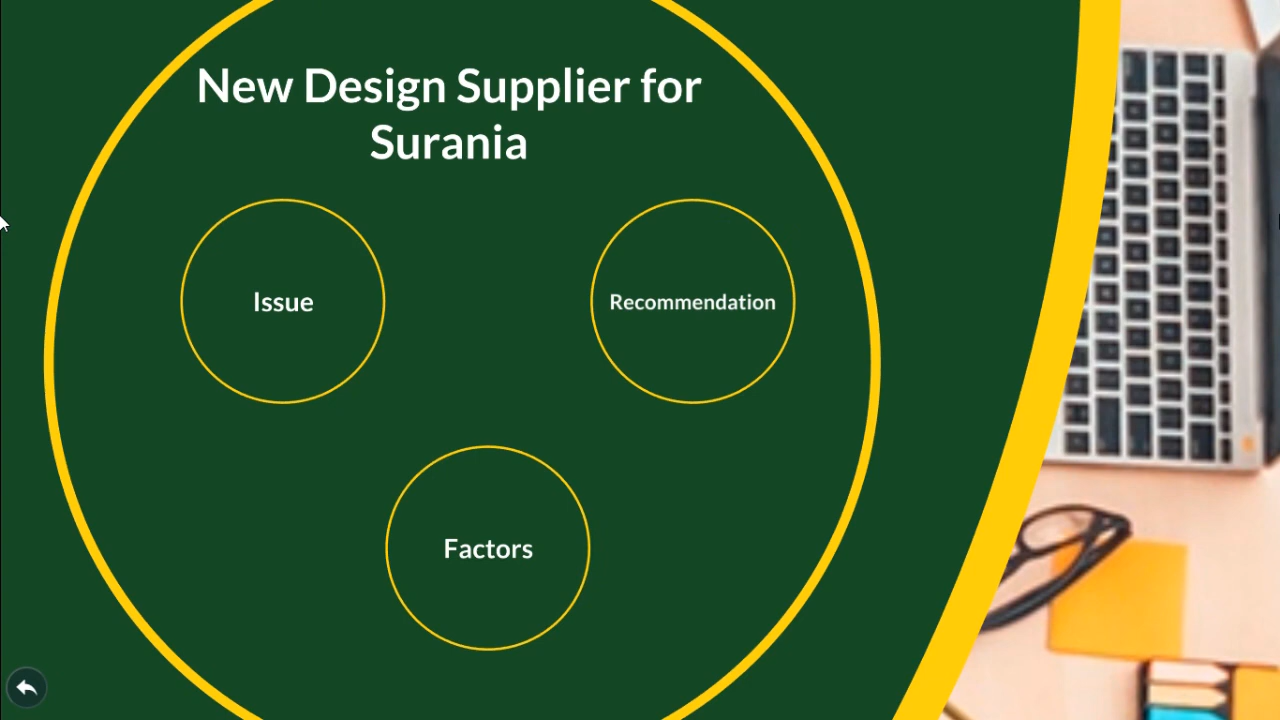 New Design Supplier for
Surania
Issue
Recommendation
Factors